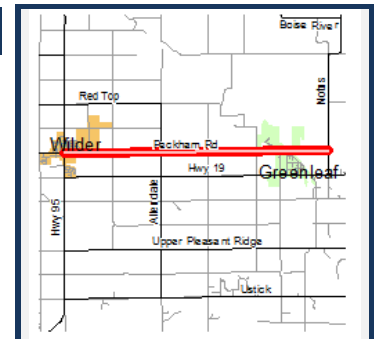 Boise River
Red Top
Notus
Wilder
Peckham Rd
Hwy 19
Greenleaf
Allendale
Hwy 95
Upper Pleasant Ridge
Ustick